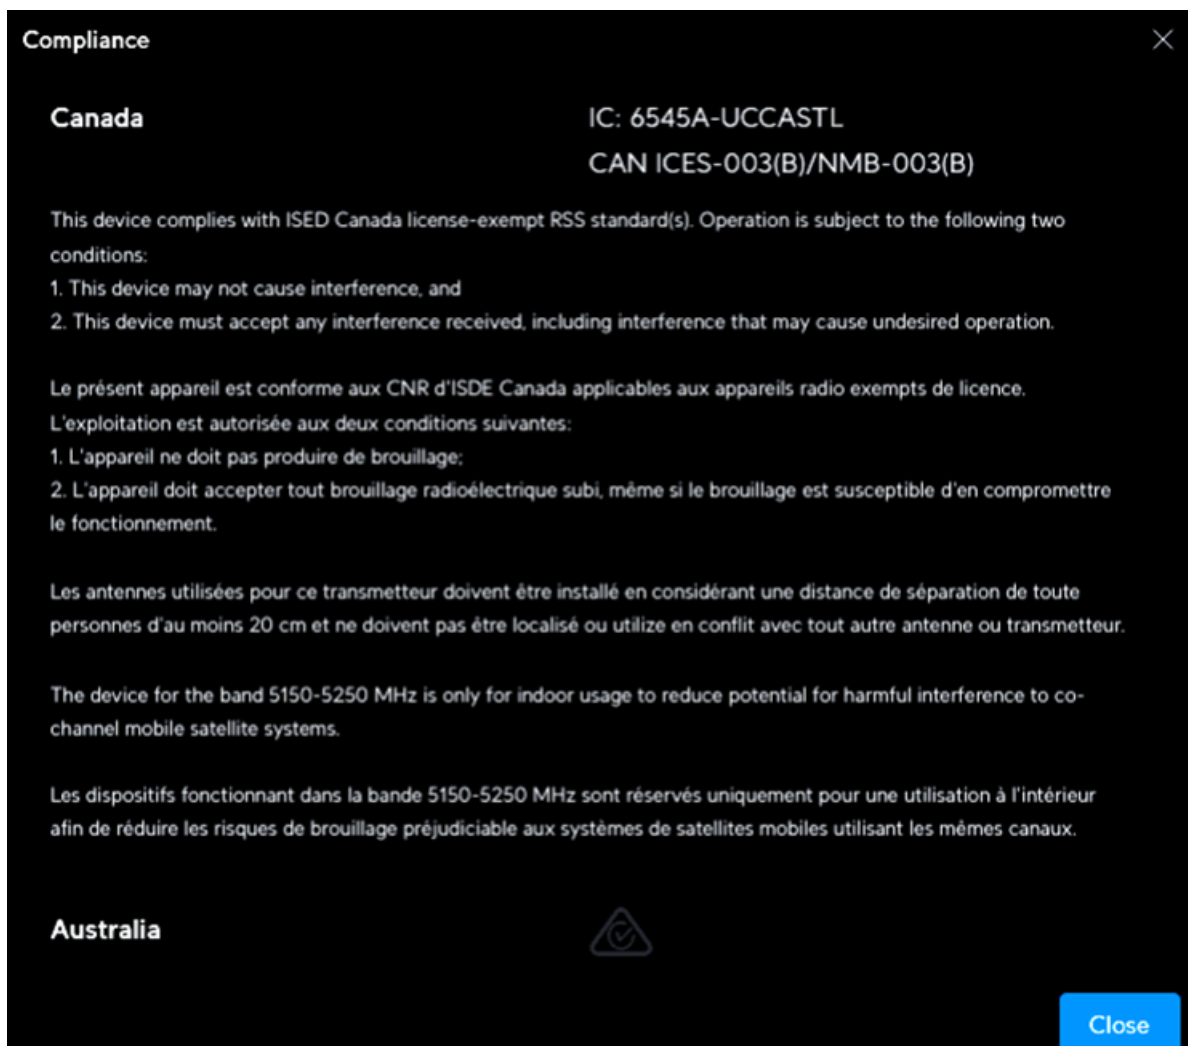 Compliance
Canada
IC: 6545A-UCCASTL
CAN ICES-003(B)/NMB-003(B)
This device complies with ISED Canada license-exempt RSS standard(s). Operation is subject to the following two
conditions:
1. This device may not cause interference, and
2. This device must accept any interference received, including interference that may cause undesired operation.
Le présent appareil est conforme aux CNR d'ISDE Canada applicables aux appareils radio exempts de licence.
L'exploitation est autorisée aux deux conditions suivantes:
1. L'appareil ne doit pas produire de brouillage;
2. L'appareil doit accepter tout brouillage radioélectrique subi, même si le brouillage est susceptible d'en compromettre
le fonctionnement.
Les antennes utilisées pour ce transmetteur doivent être installé en considérant une distance de séparation de toute
personnes d'au moins 20 cm et ne doivent pas être localisé ou utilize en conflit avec tout autre antenne ou transmetteur.
The device for the band 5150-5250 MHz is only for indoor usage to reduce potential for harmful interference to co-
channel mobile satellite systems.
Les dispositifs fonctionnant dans la bande 5150-5250 MHz sont réservés uniquement pour une utilisation à l'intérieur
afin de réduire les risques de brouillage préjudiciable aux systèmes de satellites mobiles utilisant les mêmes canaux.
Australia
Close